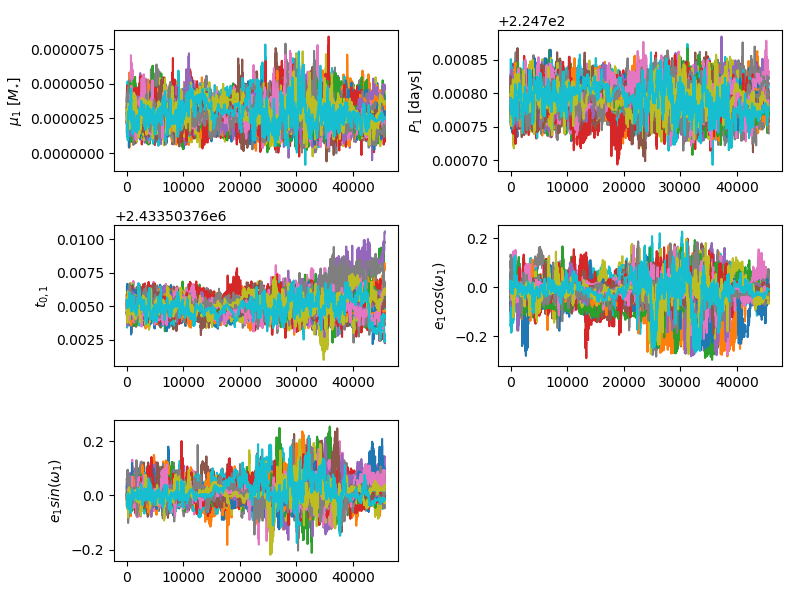 0.0000075
0.0000050
0.0000025
0.0000000
μ₁ [M⋆]
0 10000 20000 30000 40000
+2.247e2
0.00085
0.00080
0.00075
0.00070
P₁ [days]
0 10000 20000 30000 40000
+2.43350376e6
0.0100
0.0075
0.0050
0.0025
t₀,₁
0 10000 20000 30000 40000
0.2
0.0
−0.2
e₁cos(ω₁)
0 10000 20000 30000 40000
0.2
0.0
−0.2
e₁sin(ω₁)
0 10000 20000 30000 40000